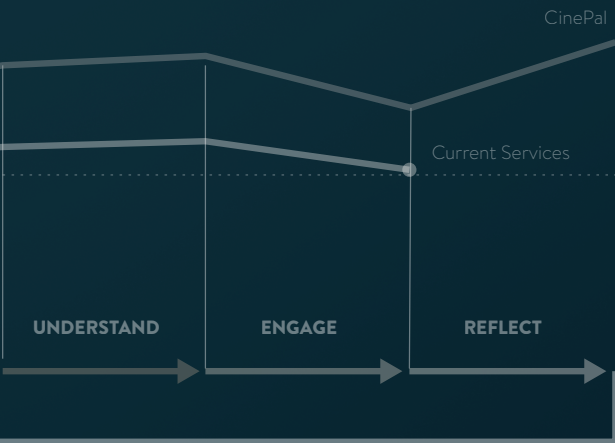 CinePal
Current Services
UNDERSTAND
ENGAGE
REFLECT